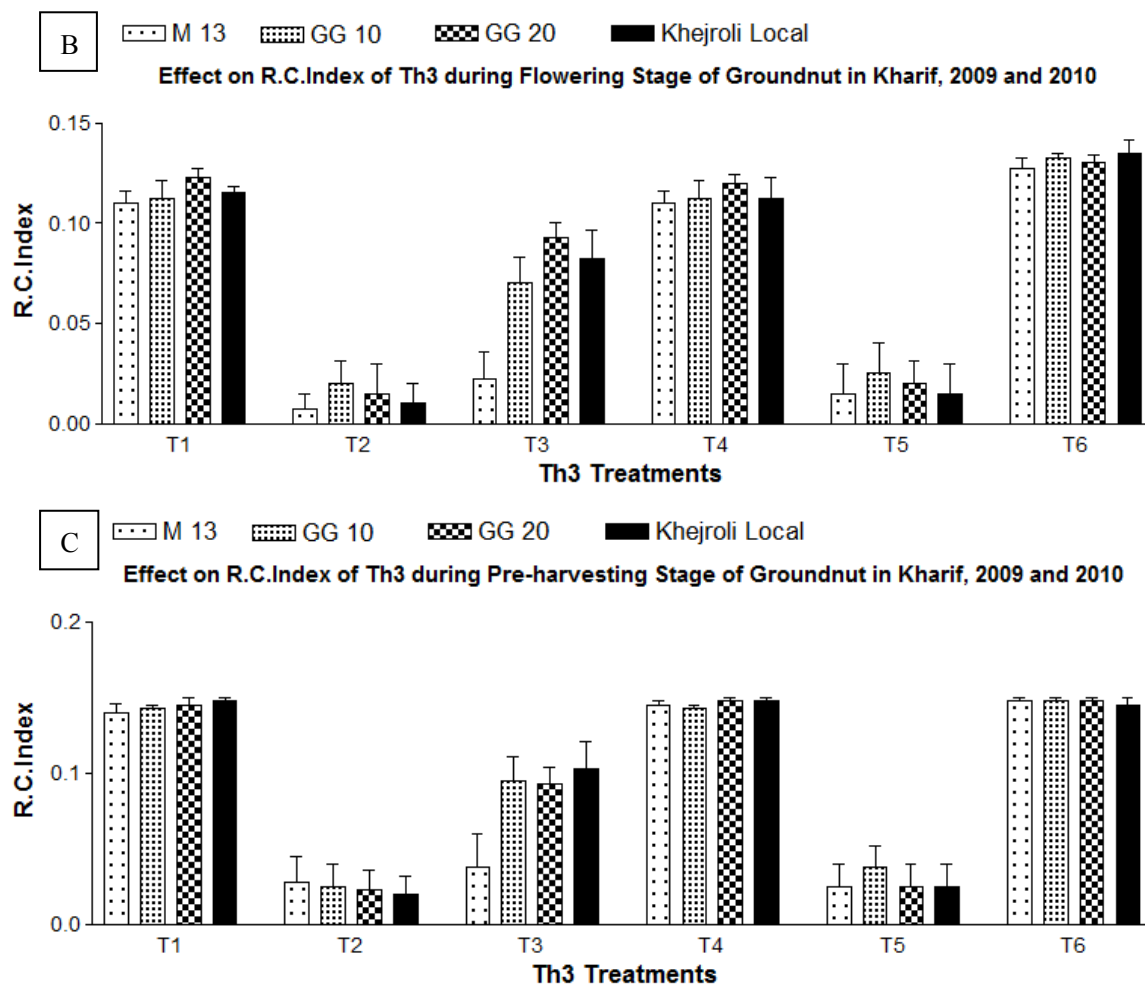 B
M 13 GG 10 GG 20 Khejroli Local
Effect on R.C.Index of Th3 during Flowering Stage of Groundnut in Kharif, 2009 and 2010
R.C.Index
0.15
0.10
0.05
0.00
T1 T2 T3 T4 T5 T6
Th3 Treatments
C
M 13 GG 10 GG 20 Khejroli Local
Effect on R.C.Index of Th3 during Pre-harvesting Stage of Groundnut in Kharif, 2009 and 2010
R.C.Index
0.2
0.1
0.0
T1 T2 T3 T4 T5 T6
Th3 Treatments